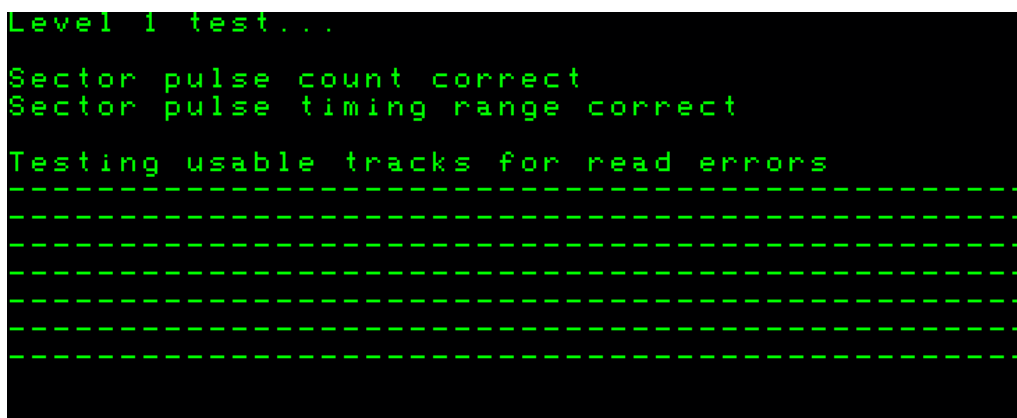 Level 1 test...
Sector pulse count correct
Sector pulse timing range correct
Testing usable tracks for read errors
---------------------------------------------------
---------------------------------------------------
---------------------------------------------------
---------------------------------------------------
---------------------------------------------------
---------------------------------------------------
---------------------------------------------------